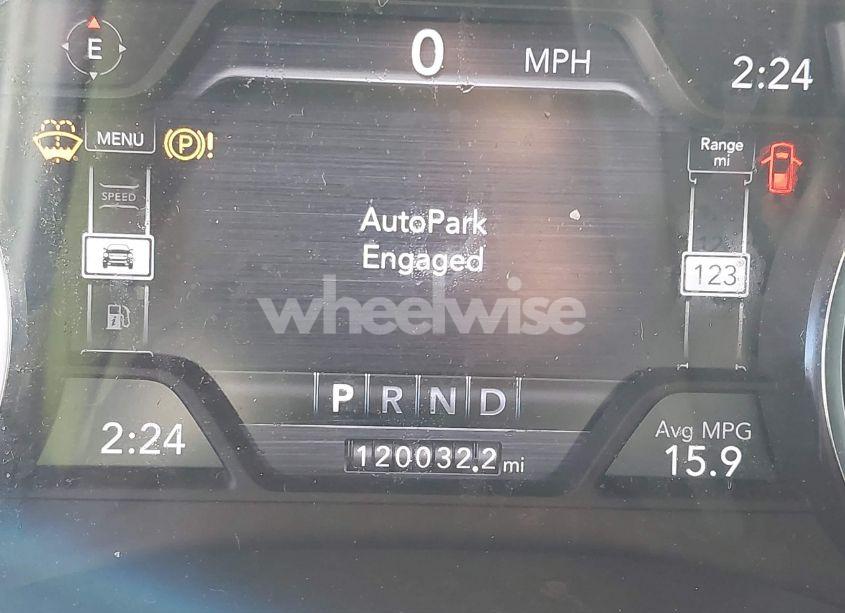 E
0 MPH
2:24
MENU
P !
Range
mi
SPEED
AutoPark
Engaged
123
wheelwise
P R N D
2:24
Avg MPG
120032.2 mi
15.9